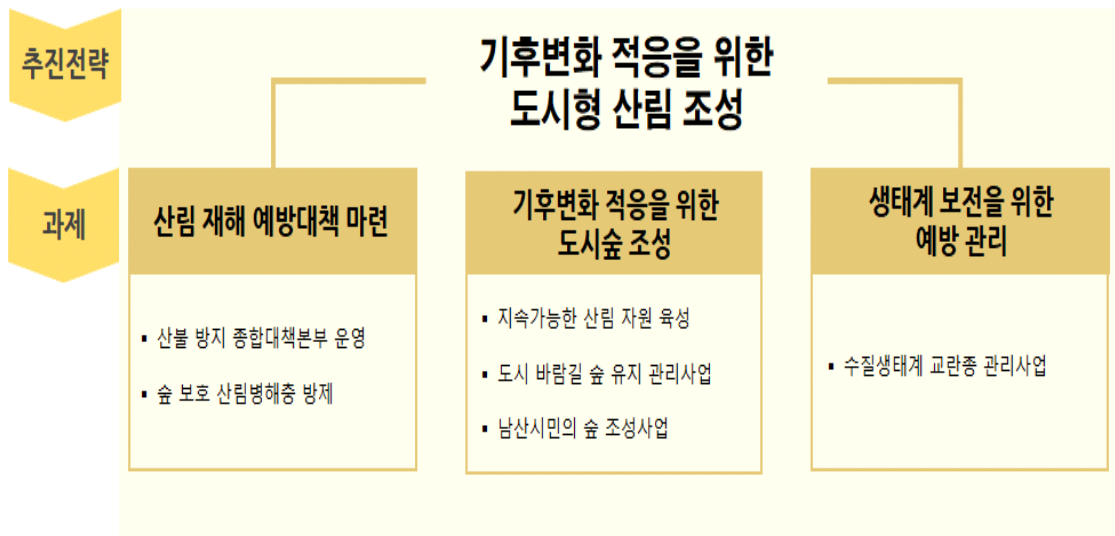 추진전략
기후변화 적응을 위한
도시형 산림 조성
과제
산림 재해 예방대책 마련
▪ 산불 방지 종합대책본부 운영
▪ 숲 보호 산림병해충 방제
기후변화 적응을 위한
도시숲 조성
▪ 지속가능한 산림 자원 육성
▪ 도시 바람길 숲 유지 관리사업
▪ 남산시민의 숲 조성사업
생태계 보전을 위한
예방 관리
▪ 수질생태계 교란종 관리사업